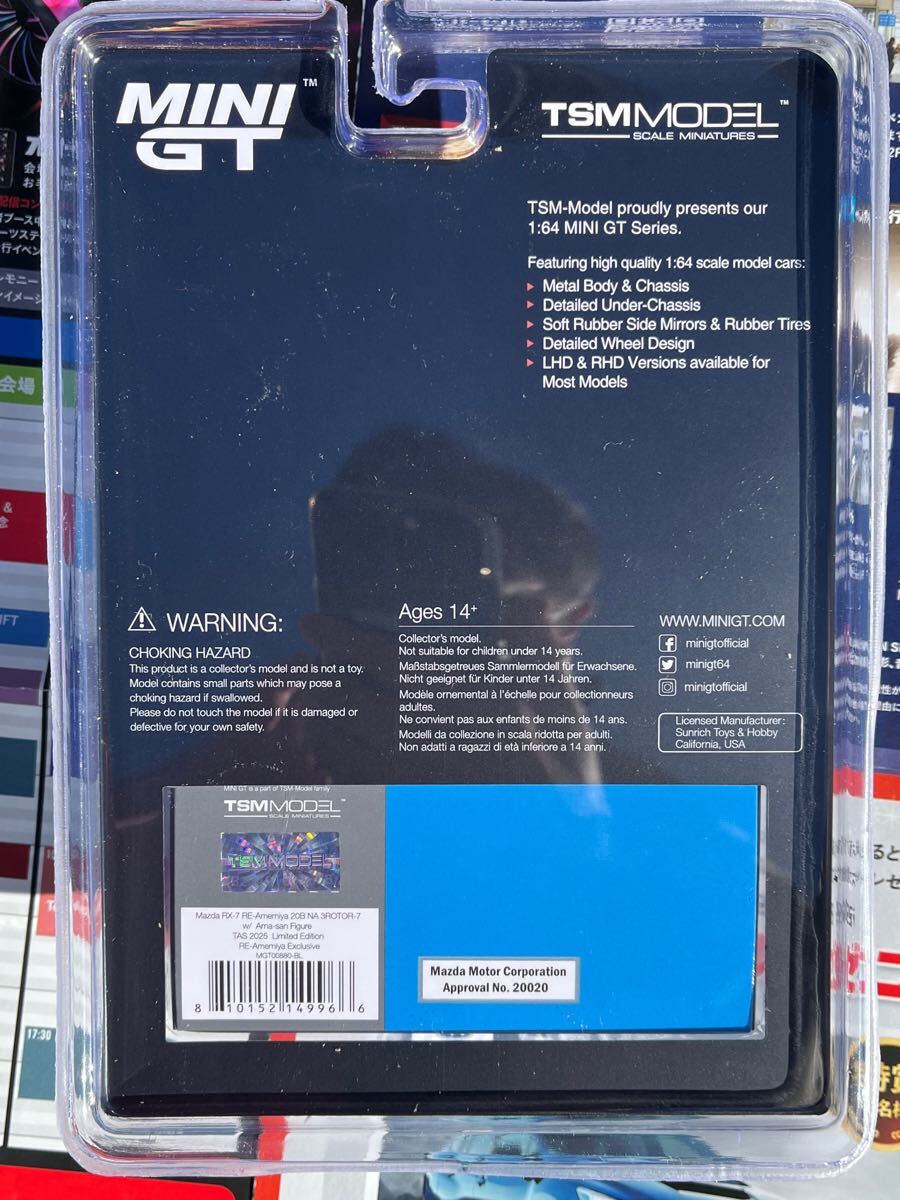 MINI
GT
™
TSMMODEL™
SCALE MINIATURES
TSM-Model proudly presents our
1:64 MINI GT Series.
Featuring high quality 1:64 scale model cars:
Metal Body & Chassis
Detailed Under-Chassis
Soft Rubber Side Mirrors & Rubber Tires
Detailed Wheel Design
LHD & RHD Versions available for
Most Models
WARNING:
CHOKING HAZARD
This product is a collector's model and is not a toy.
Model contains small parts which may pose a
choking hazard if swallowed.
Please do not touch the model if it is damaged or
defective for your own safety.
Ages 14+
Collector's model.
Not suitable for children under 14 years.
Maßstabsgetreues Sammlermodell für Erwachsene.
Nicht geeignet für Kinder unter 14 Jahren.
Modèle ornemental à l'échelle pour collectionneurs
adultes.
Ne convient pas aux enfants de moins de 14 ans.
Modelli da collezione in scala ridotta per adulti.
Non adatti a ragazzi di età inferiore a 14 anni.
WWW.MINIGT.COM
minigtofficial
minigt64
minigtofficial
Licensed Manufacturer:
Sunrich Toys & Hobby
California, USA
MINI GT is a part of TSM-Model family
TSMMODEL™
SCALE MINIATURES
TSM MODEL
Mazda RX-7 RE-Amemiya 20B NA 3ROTOR-7
w/ Ama-san Figure
TAS 2025 Limited Edition
RE-Amemiya Exclusive
MGT00880-BL
8 10152 14996 6
Mazda Motor Corporation
Approval No. 20020
会場
17:30